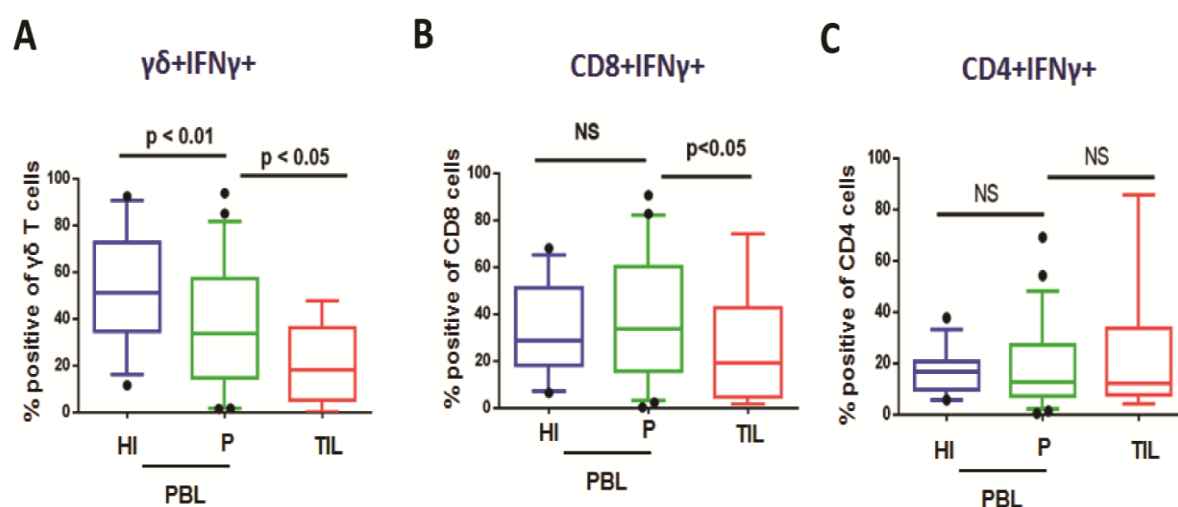 A
γδ+IFNγ+
p < 0.01
p < 0.05
% positive of γδ T cells
100
80
60
40
20
0
HI
P
TIL
PBL
B
CD8+IFNγ+
NS
p<0.05
% positive of CD8 cells
100
80
60
40
20
0
HI
P
TIL
PBL
C
CD4+IFNγ+
NS
NS
% positive of CD4 cells
100
80
60
40
20
0
HI
P
TIL
PBL